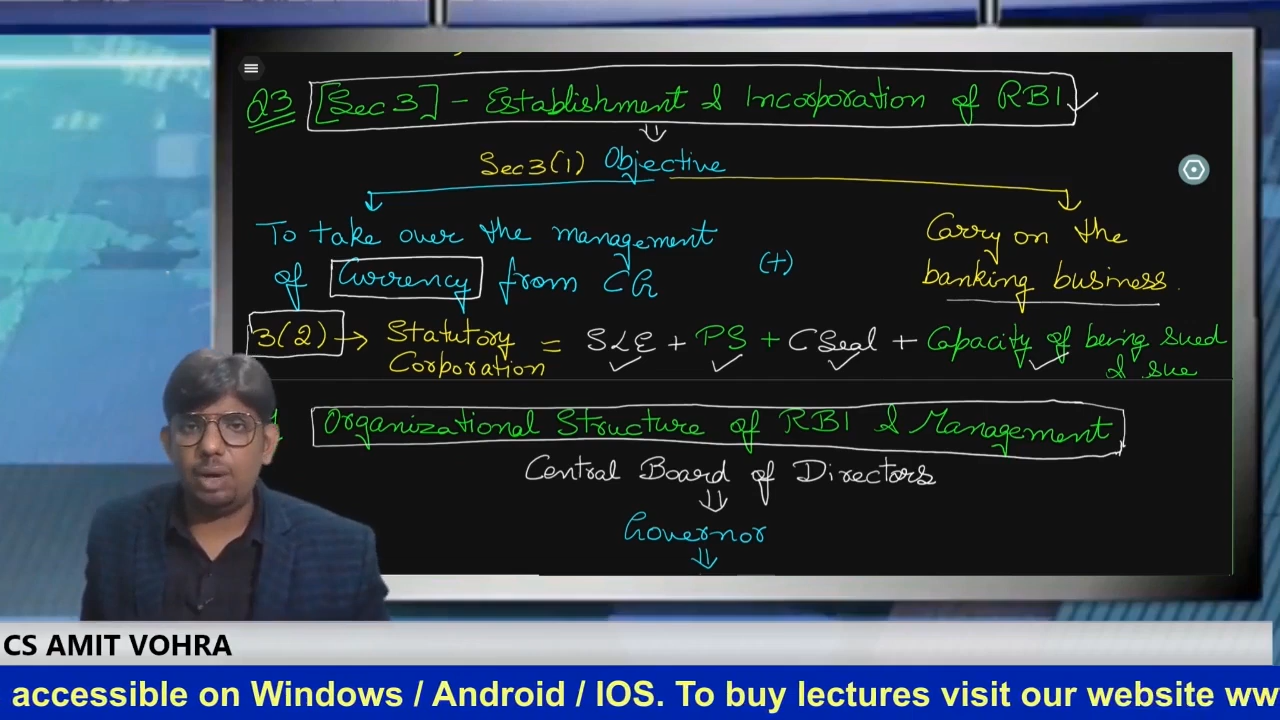 Q3 [Sec 3] - Establishment & Incorporation of RBI
Sec 3(1) Objective
To take over the management
of Currency from CG
(+)
Carry on the
banking business.
3(2) → Statutory
Corporation = SLE + PS + CSeal + Capacity of being sued
& sue
Organizational Structure of RBI & Management
Central Board of Directors
Governor
CS AMIT VOHRA
accessible on Windows / Android / IOS. To buy lectures visit our website ww